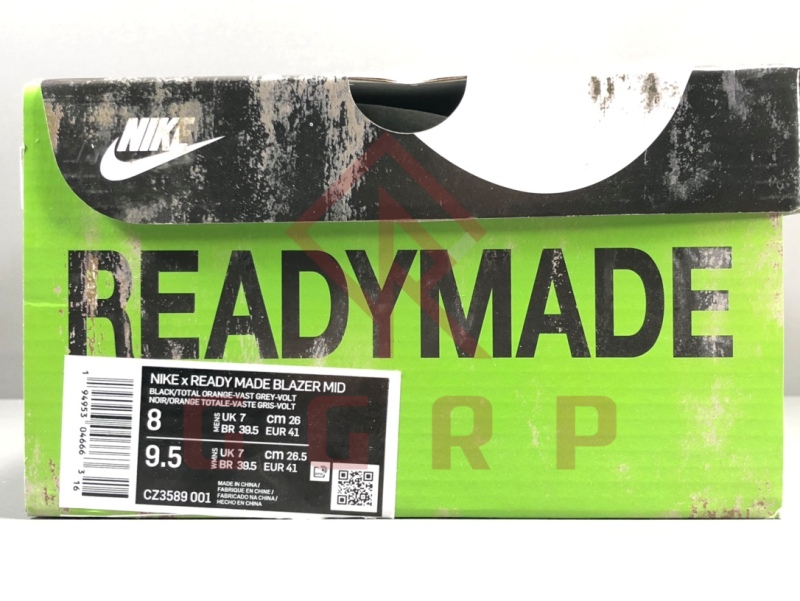 NIKE
READYMADE
NIKE x READY MADE BLAZER MID
BLACK/TOTAL ORANGE-VAST GREY-VOLT
NOIR/ORANGE TOTALE-VASTE GRIS-VOLT
8 MENS UK 7 cm 26
BR 39.5 EUR 41
9.5 WMNS UK 7 cm 26.5
BR 39.5 EUR 41
MADE IN CHINA/
FABRIQUE EN CHINE/
FABRICADO NA CHINA/
HECHO EN CHINA
CZ3589 001
1 94953 04666 3 16
UGRP